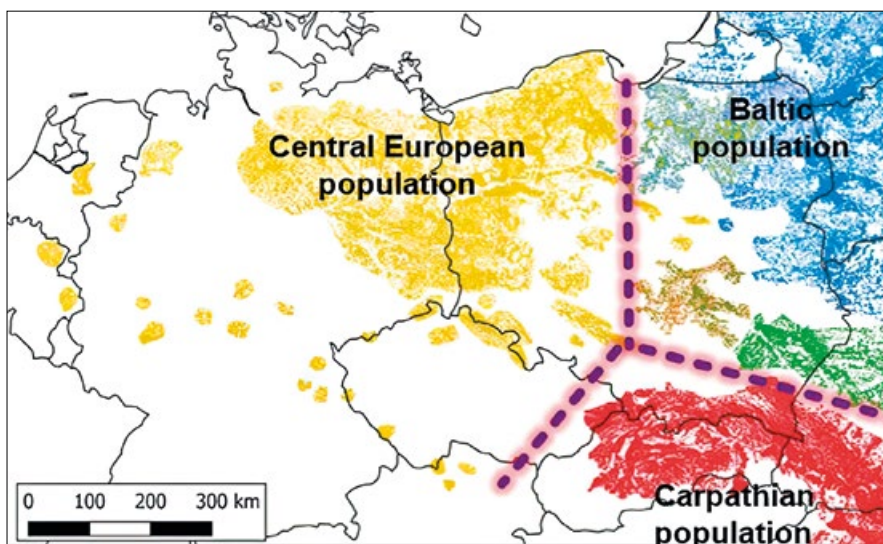 Central European
population
Baltic
population
Carpathian
population
0 100 200 300 km